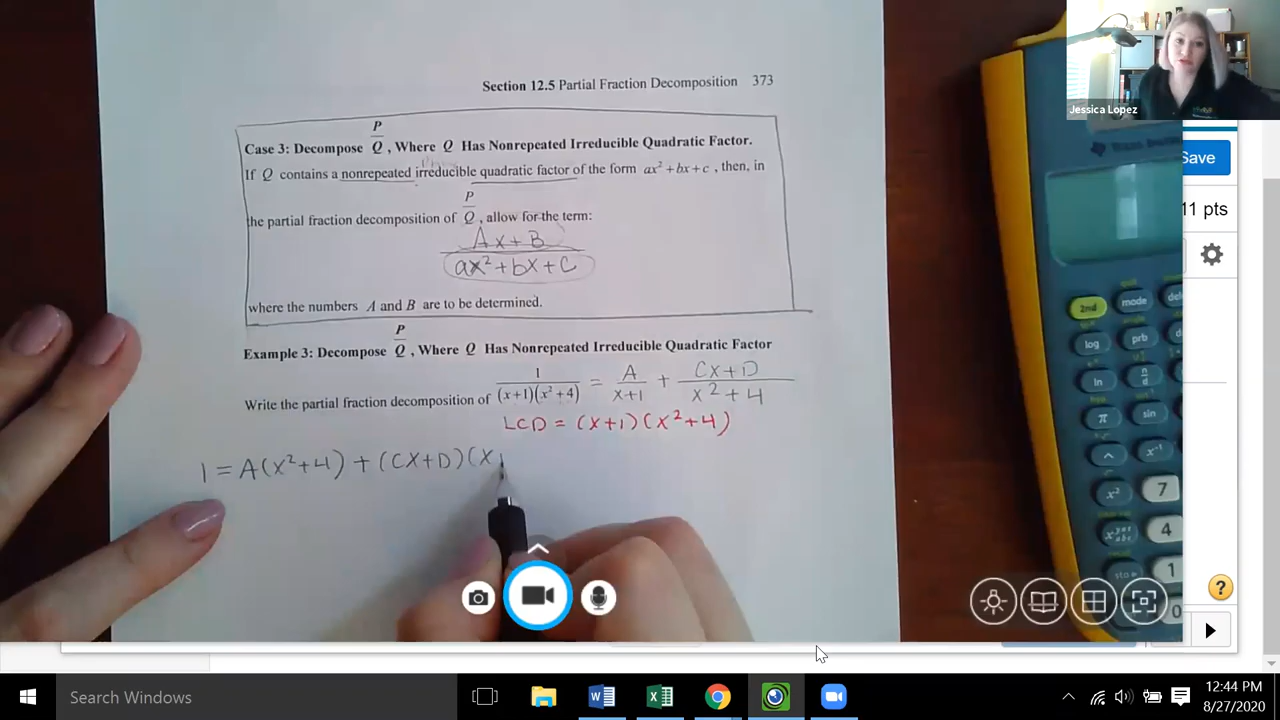 Section 12.5 Partial Fraction Decomposition 373
Jessica Lopez
Case 3: Decompose P/Q, Where Q Has Nonrepeated Irreducible Quadratic Factor.
If Q contains a nonrepeated irreducible quadratic factor of the form ax²+bx+c, then, in
the partial fraction decomposition of P/Q, allow for the term:
Ax+B
ax²+bx+c
where the numbers A and B are to be determined.
Example 3: Decompose P/Q, Where Q Has Nonrepeated Irreducible Quadratic Factor
Write the partial fraction decomposition of 1/((x+1)(x²+4)) = A/(x+1) + (Cx+D)/(x²+4)
LCD = (x+1)(x²+4)
1 = A(x²+4) + (Cx+D)(x
Save
11 pts
2nd
mode
log
prb
ln
n/d
π
sin
x²
7
4
1
0
?
Search Windows
12:44 PM
8/27/2020